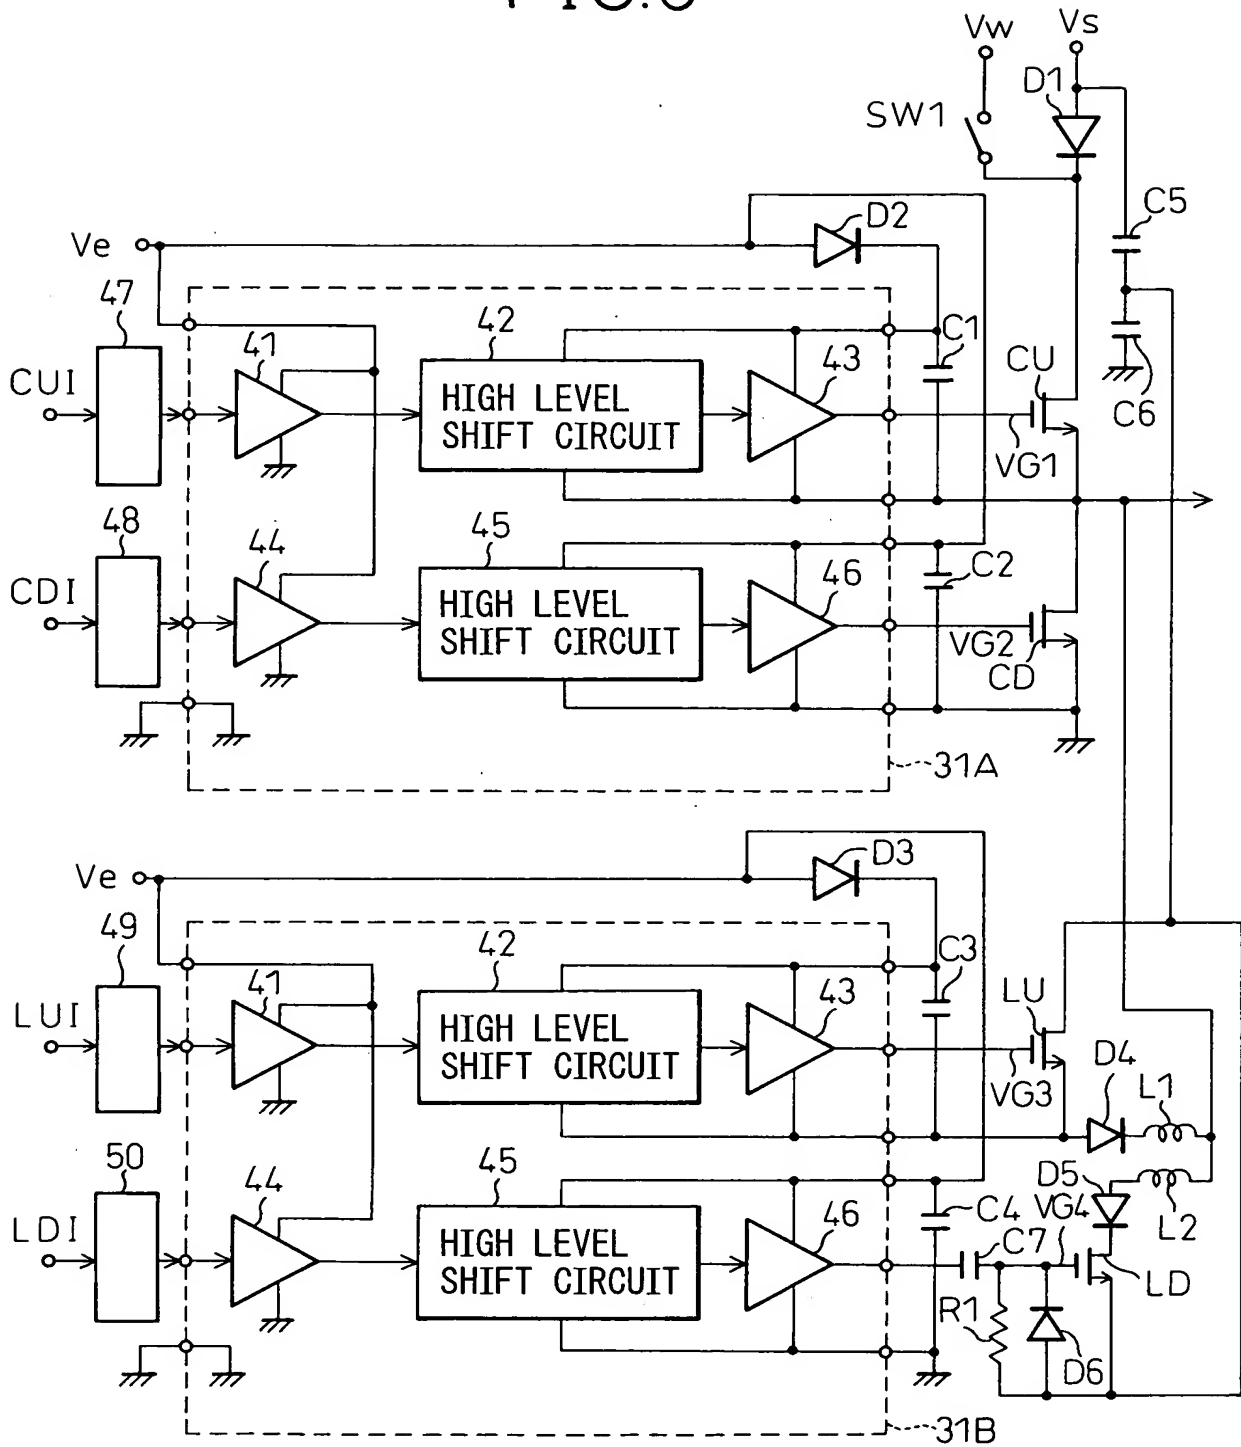 Vw
Vs
D1
SW1
C5
D2
Ve
47
42
41
43
C1
CU
C6
CUI
HIGH LEVEL
SHIFT CIRCUIT
VG1
48
45
44
46
C2
CDI
HIGH LEVEL
SHIFT CIRCUIT
VG2
CD
31A
D3
Ve
49
42
41
43
C3
LU
LUI
HIGH LEVEL
SHIFT CIRCUIT
VG3
D4
L1
50
45
44
46
D5
VG4
C4
L2
C7
LDI
HIGH LEVEL
SHIFT CIRCUIT
LD
R1
D6
31B